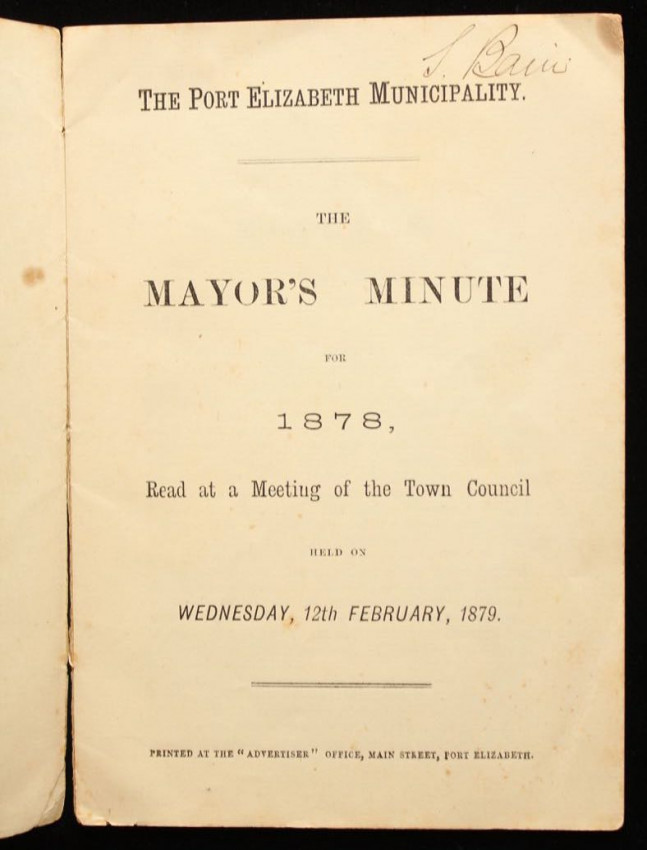 S. Bain
THE PORT ELIZABETH MUNICIPALITY.
THE
MAYOR'S MINUTE
FOR
1878,
Read at a Meeting of the Town Council
HELD ON
WEDNESDAY, 12th FEBRUARY, 1879.
PRINTED AT THE "ADVERTISER" OFFICE, MAIN STREET, PORT ELIZABETH.